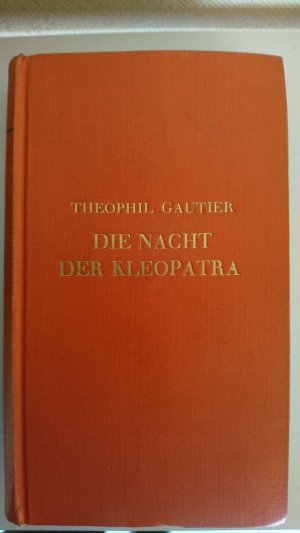 THEOPHIL GAUTIER
DIE NACHT
DER KLEOPATRA